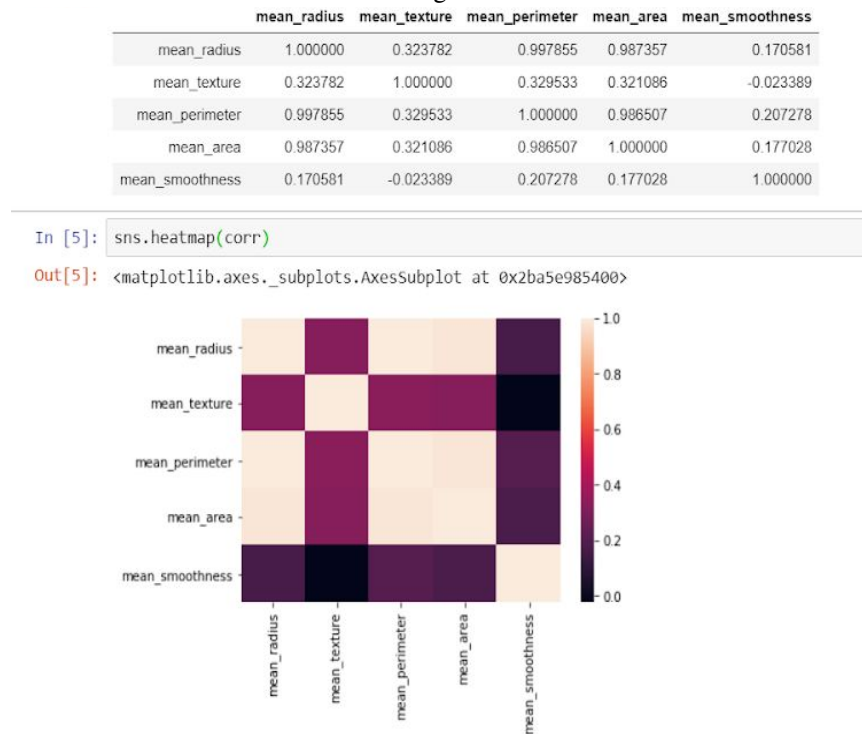 mean_radius mean_texture mean_perimeter mean_area mean_smoothness
mean_radius 1.000000 0.323782 0.997855 0.987357 0.170581
mean_texture 0.323782 1.000000 0.329533 0.321086 -0.023389
mean_perimeter 0.997855 0.329533 1.000000 0.986507 0.207278
mean_area 0.987357 0.321086 0.986507 1.000000 0.177028
mean_smoothness 0.170581 -0.023389 0.207278 0.177028 1.000000
In [5]: sns.heatmap(corr)
Out[5]: <matplotlib.axes._subplots.AxesSubplot at 0x2ba5e985400>
mean_radius
mean_texture
mean_perimeter
mean_area
mean_smoothness
mean_radius
mean_texture
mean_perimeter
mean_area
mean_smoothness
1.0
0.8
0.6
0.4
0.2
0.0